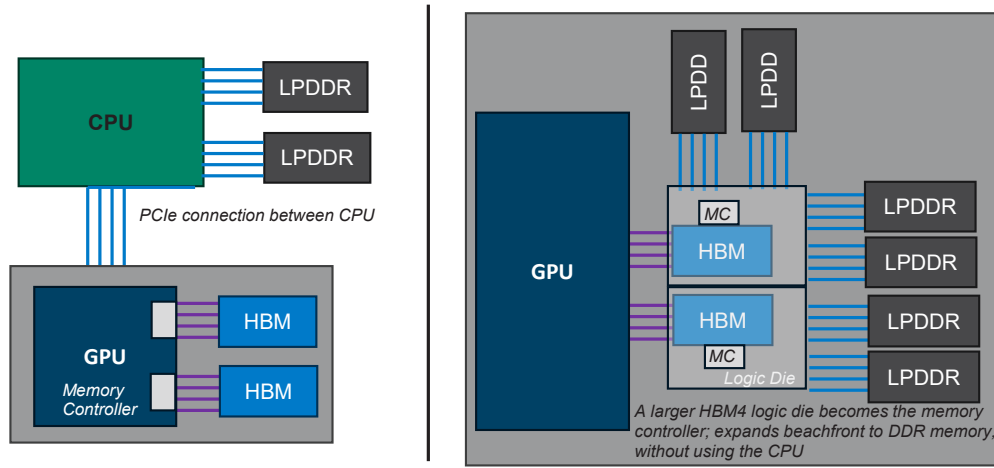 CPU
LPDDR
LPDDR
PCIe connection between CPU
GPU
Memory
Controller
HBM
HBM
LPDD
LPDD
GPU
MC
HBM
HBM
MC
Logic Die
LPDDR
LPDDR
LPDDR
LPDDR
A larger HBM4 logic die becomes the memory
controller; expands beachfront to DDR memory,
without using the CPU